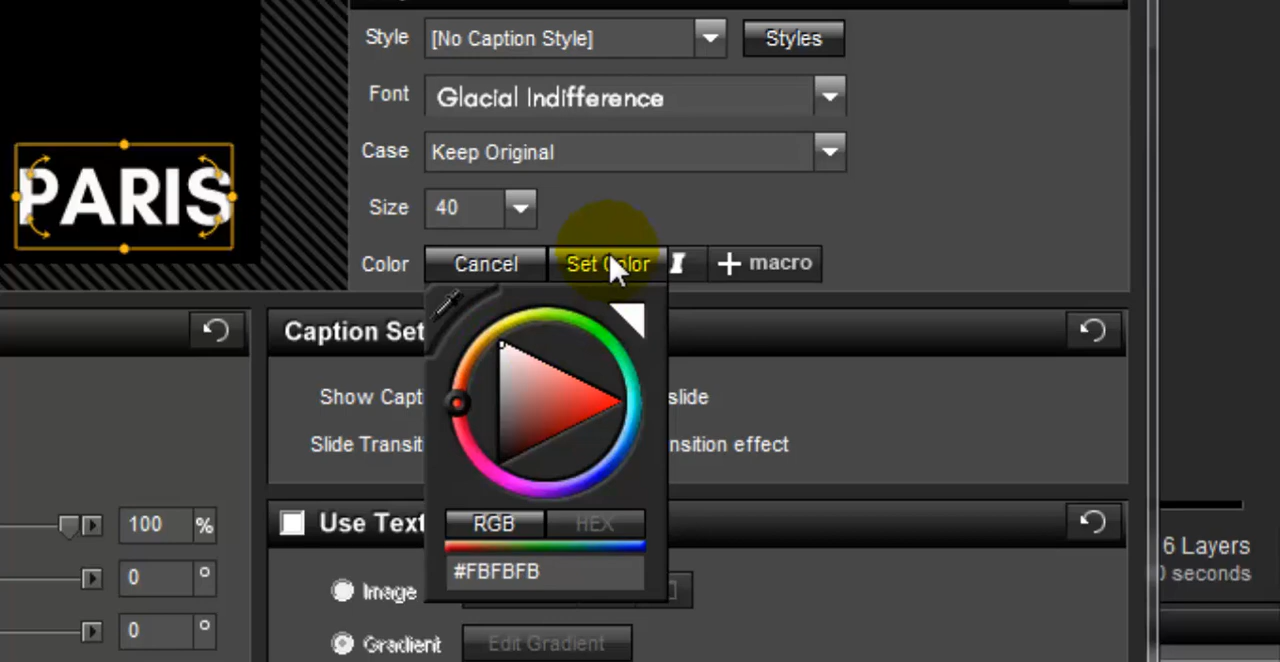 Style [No Caption Style] Styles
Font Glacial Indifference
PARIS
Case Keep Original
Size 40
Color Cancel Set Color I + macro
Caption Set
Show Capt slide
Slide Transit nsition effect
RGB HEX
100 % Use Text
#FBFBFB
6 Layers
0 seconds
0 °
Image
0 °
Gradient Edit Gradient